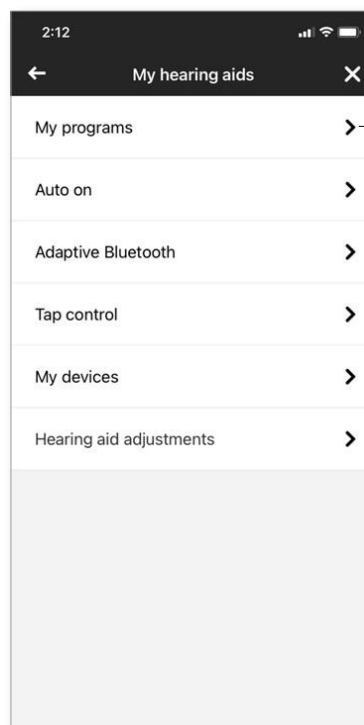 2:12
My hearing aids
My programs
Auto on
Adaptive Bluetooth
Tap control
My devices
Hearing aid adjustments